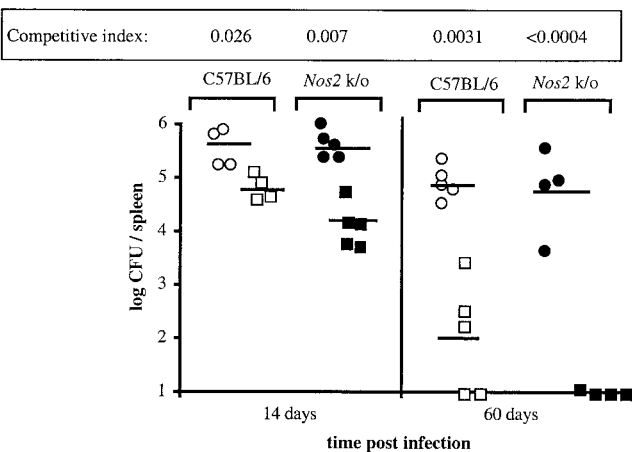 Competitive index: 0.026 0.007 0.0031 <0.0004
C57BL/6 Nos2 k/o C57BL/6 Nos2 k/o
log CFU / spleen
6
5
4
3
2
1
14 days 60 days
time post infection